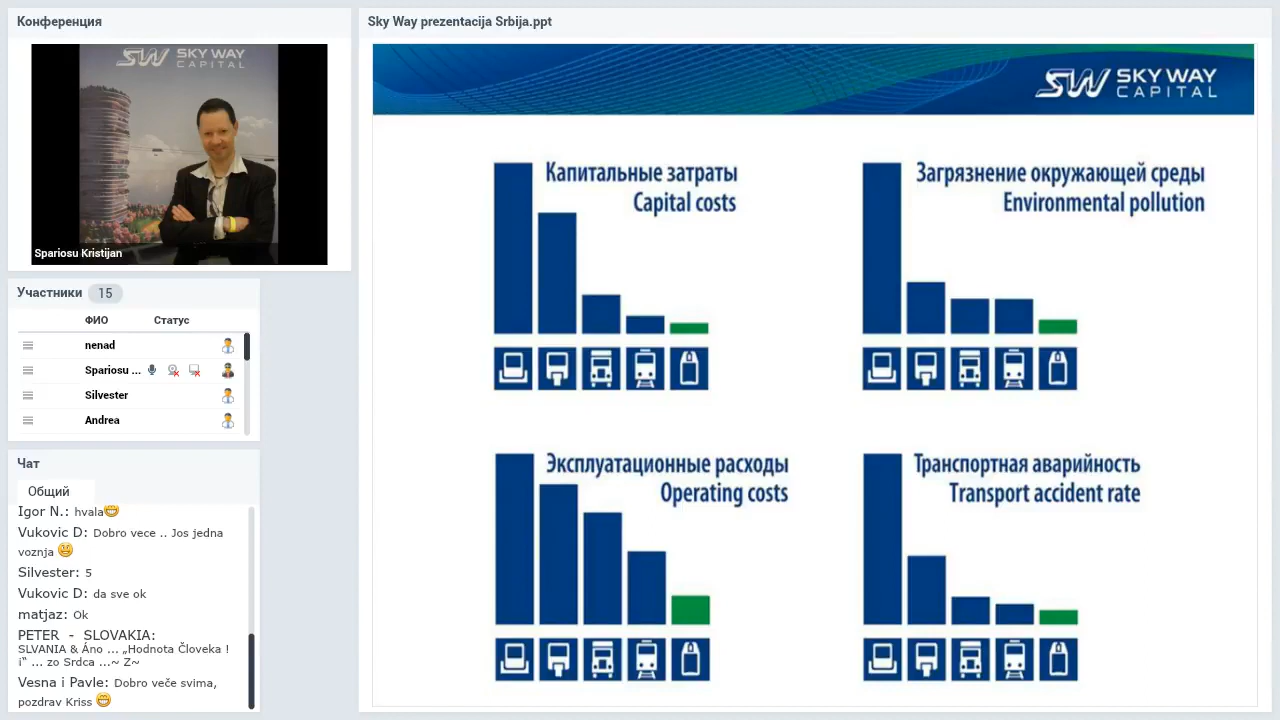 Конференция
SKY WAY
CAPITAL
Spariosu Kristijan
Участники 15
ФИО Статус
nenad
Spariosu ...
Silvester
Andrea
Чат
Общий
Igor N.: hvala
Vukovic D: Dobro vece .. Jos jedna
voznja
Silvester: 5
Vukovic D: da sve ok
matjaz: Ok
PETER - SLOVAKIA:
SLVANIA & Áno ... „Hodnota Človeka !
i“ ... zo Srdca ...~ Z~
Vesna i Pavle: Dobro veče svima,
pozdrav Kriss
Sky Way prezentacija Srbija.ppt
SW SKY WAY
CAPITAL
Капитальные затраты
Capital costs
Загрязнение окружающей среды
Environmental pollution
Эксплуатационные расходы
Operating costs
Транспортная аварийность
Transport accident rate